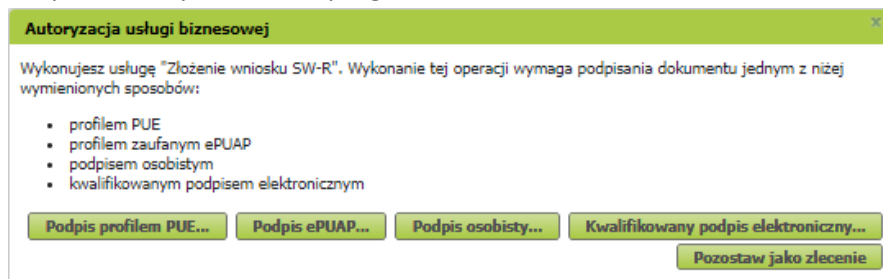 Autoryzacja usługi biznesowej
x
Wykonujesz usługę "Złożenie wniosku SW-R". Wykonanie tej operacji wymaga podpisania dokumentu jednym z niżej
wymienionych sposobów:
• profilem PUE
• profilem zaufanym ePUAP
• podpisem osobistym
• kwalifikowanym podpisem elektronicznym
Podpis profilem PUE... Podpis ePUAP... Podpis osobisty... Kwalifikowany podpis elektroniczny...
Pozostaw jako zlecenie